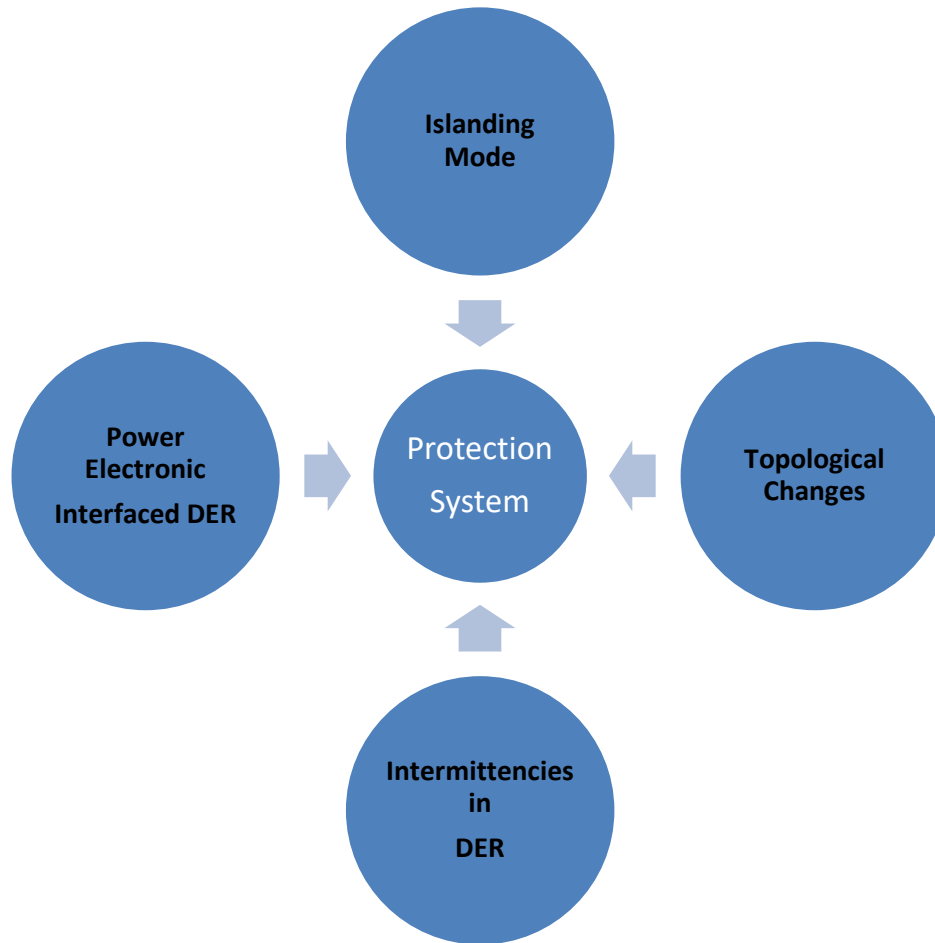 Islanding
Mode
Power
Electronic
Interfaced DER
Protection
System
Topological
Changes
Intermittencies
in
DER